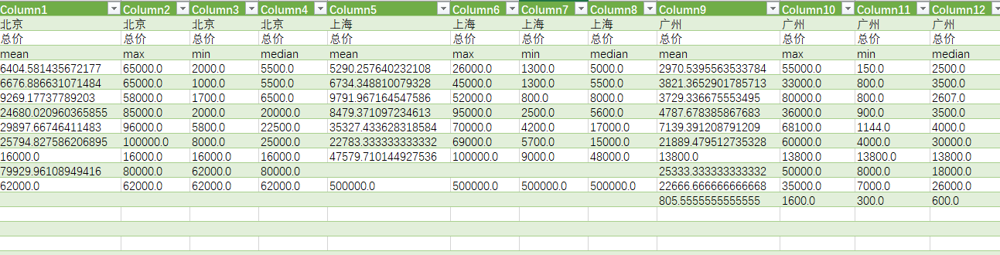 Column1 Column2 Column3 Column4 Column5 Column6 Column7 Column8 Column9 Column10 Column11 Column12
北京 北京 北京 北京 上海 上海 上海 上海 广州 广州 广州 广州
总价 总价 总价 总价 总价 总价 总价 总价 总价 总价 总价 总价
mean max min median mean max min median mean max min median
6404.581435672177 65000.0 2000.0 5500.0 5290.257640232108 26000.0 1300.0 5000.0 2970.5395563533784 55000.0 150.0 2500.0
6676.886631071484 65000.0 1000.0 5500.0 6734.348810079328 45000.0 1300.0 5500.0 3821.3652901785713 33000.0 800.0 3500.0
9269.17737789203 58000.0 1700.0 6500.0 9791.967164547586 52000.0 800.0 8000.0 3729.336675553495 80000.0 800.0 2607.0
24680.020960365855 85000.0 2000.0 20000.0 8479.371097234613 95000.0 2500.0 5600.0 4787.678385867683 36000.0 900.0 3500.0
29897.66746411483 96000.0 5800.0 22500.0 35327.433628318584 70000.0 4200.0 17000.0 7139.391208791209 68100.0 1144.0 4000.0
25794.827586206895 100000.0 8000.0 25000.0 22783.333333333332 69000.0 5700.0 15000.0 21889.479512735328 60000.0 4000.0 30000.0
16000.0 16000.0 16000.0 16000.0 47579.710144927536 100000.0 9000.0 48000.0 13800.0 13800.0 13800.0 13800.0
79929.96108949416 80000.0 62000.0 80000.0 25333.333333333332 50000.0 8000.0 18000.0
62000.0 62000.0 62000.0 62000.0 500000.0 500000.0 500000.0 500000.0 22666.666666666668 35000.0 7000.0 26000.0
805.5555555555555 1600.0 300.0 600.0